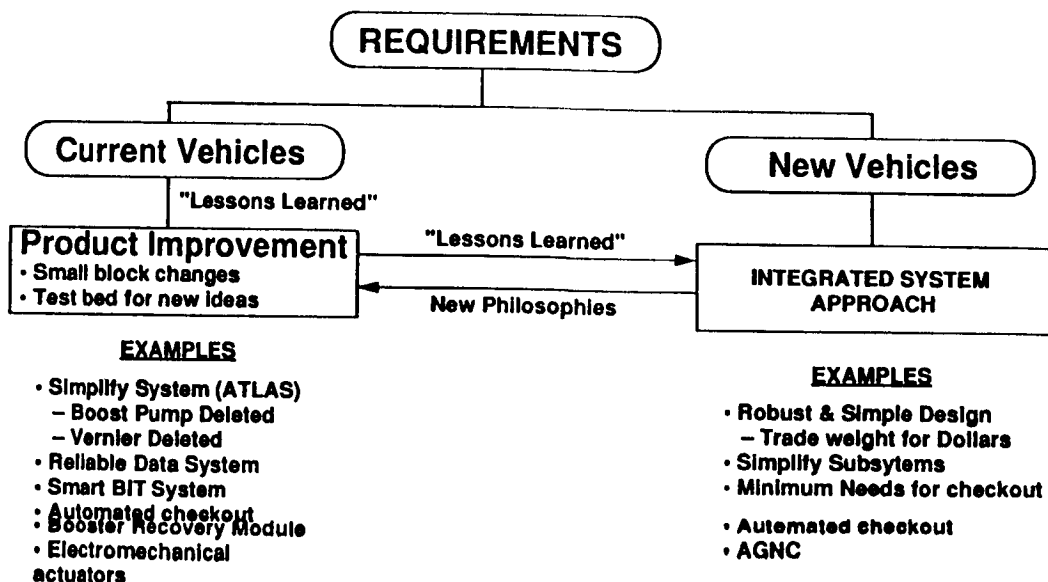 REQUIREMENTS
Current Vehicles
New Vehicles
"Lessons Learned"
Product Improvement
• Small block changes
• Test bed for new ideas
"Lessons Learned"
New Philosophies
INTEGRATED SYSTEM
APPROACH
EXAMPLES
• Simplify System (ATLAS)
– Boost Pump Deleted
– Vernier Deleted
• Reliable Data System
• Smart BIT System
• Automated checkout
• Booster Recovery Module
• Electromechanical
actuators
EXAMPLES
• Robust & Simple Design
– Trade weight for Dollars
• Simplify Subsytems
• Minimum Needs for checkout
• Automated checkout
• AGNC